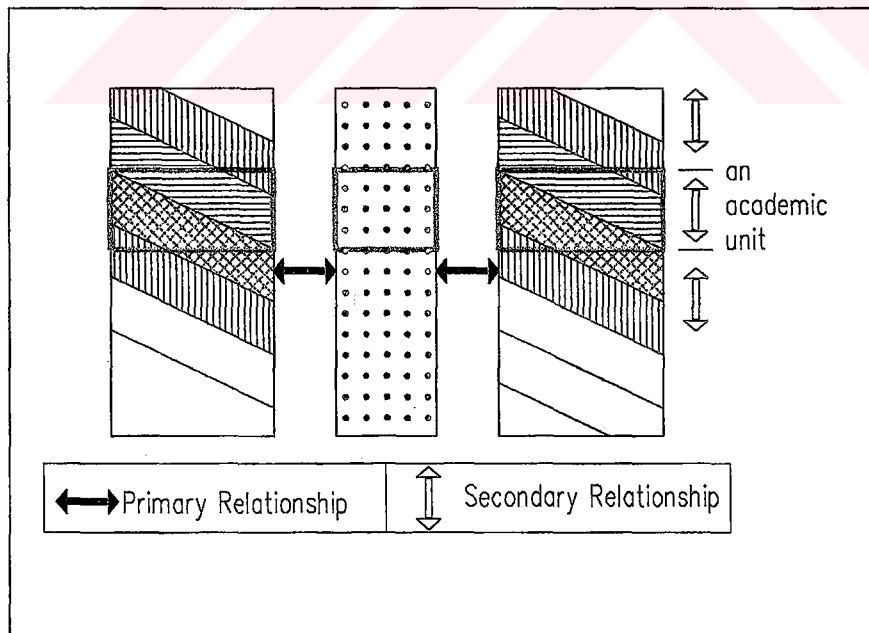 an
academic
unit
Primary Relationship
Secondary Relationship